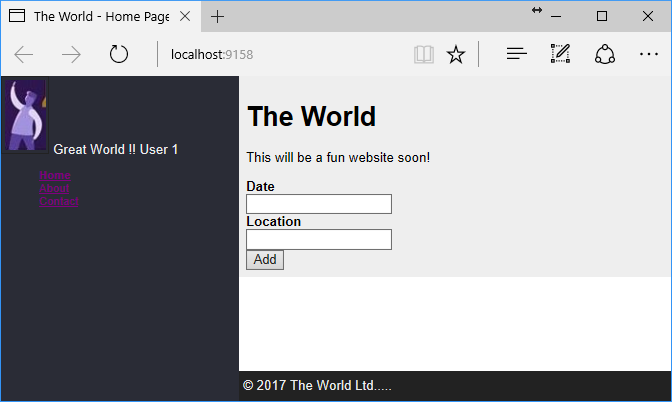 The World - Home Page
localhost:9158
Great World !! User 1
Home
About
Contact
The World
This will be a fun website soon!
Date
Location
Add
© 2017 The World Ltd.....